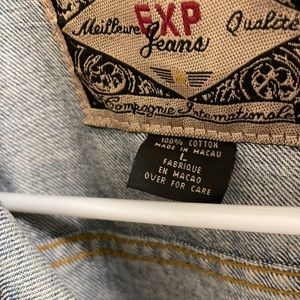 Meilleure EXP Qualité
Jeans
Compagnie Internationale
100% COTTON
MADE IN MACAU
L
FABRIQUE
EN MACAO
OVER FOR CARE